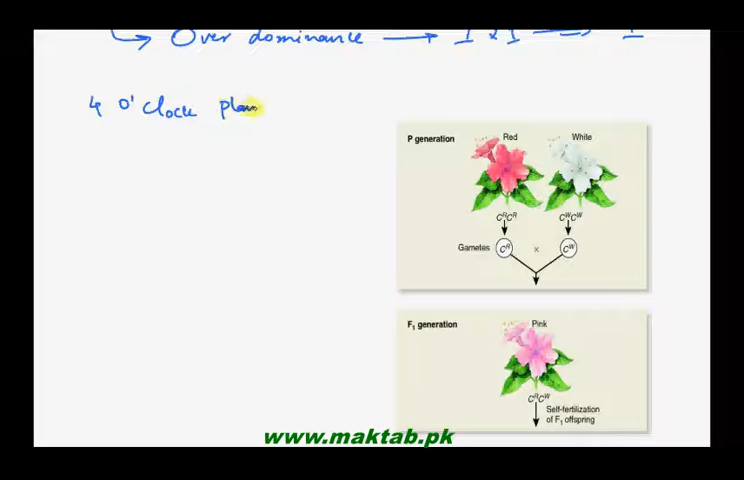 Over dominance
4 O'clock
P generation Red White
CᴿCᴿ CᵂCᵂ
Gametes Cᴿ × Cᵂ
F₁ generation Pink
CᴿCᵂ
Self-fertilization
of F₁ offspring
www.maktab.pk